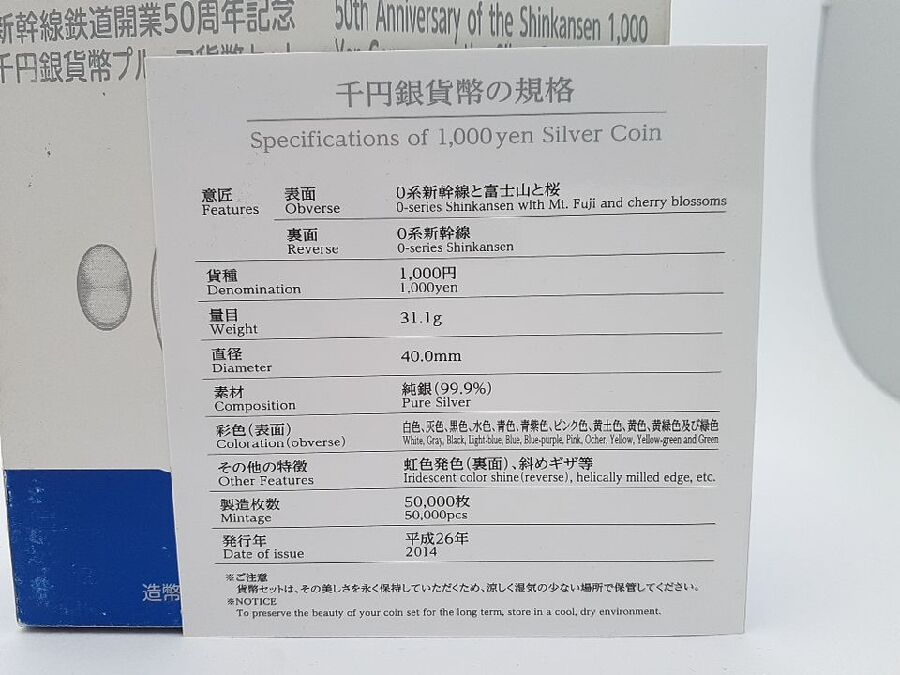 新幹線鉄道開業50周年記念
50th Anniversary of the Shinkansen 1,000
千円銀貨幣プルーフ貨幣セット
千円銀貨幣の規格
Specifications of 1,000 yen Silver Coin
意匠 表面 0系新幹線と富士山と桜
Features Obverse 0-series Shinkansen with Mt. Fuji and cherry blossoms
裏面 0系新幹線
Reverse 0-series Shinkansen
貨種 1,000円
Denomination 1,000yen
量目 31.1g
Weight
直径 40.0mm
Diameter
素材 純銀(99.9%)
Composition Pure Silver
彩色(表面) 白色、灰色、黒色、水色、青色、青紫色、ピンク色、黄土色、黄色、黄緑色及び緑色
Coloration(obverse) White, Gray, Black, Light-blue, Blue, Blue-purple, Pink, Ocher, Yellow, Yellow-green and Green
その他の特徴 虹色発色(裏面)、斜めギザ等
Other Features Iridescent color shine(reverse), helically milled edge, etc.
製造枚数 50,000枚
Mintage 50,000pcs
発行年 平成26年
Date of issue 2014
※ご注意
貨幣セットは、その美しさを永く保持していただくため、涼しく湿気の少ない場所で保管してください。
※NOTICE
To preserve the beauty of your coin set for the long term, store in a cool, dry environment.
造幣